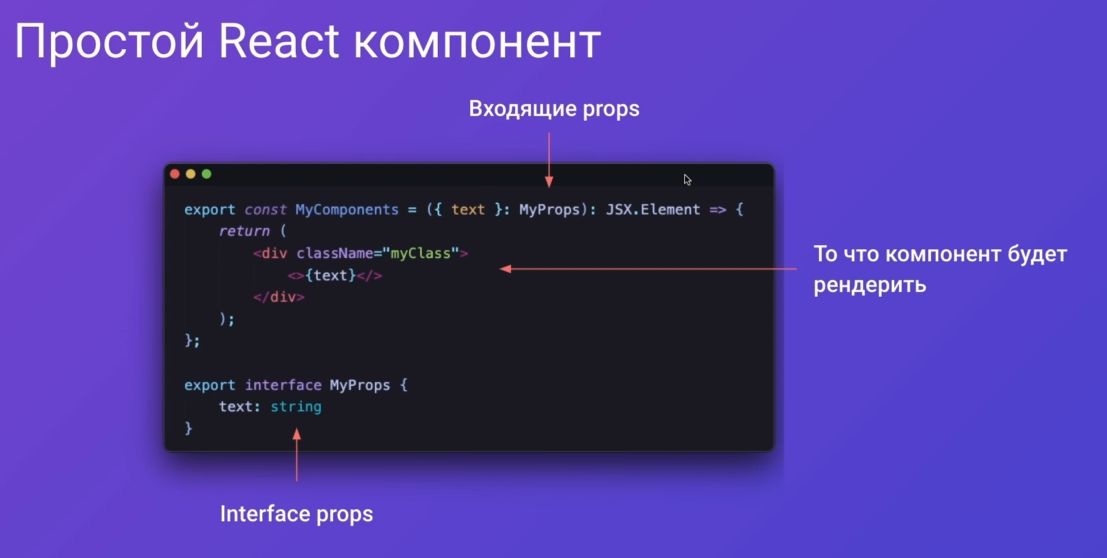 Простой React компонент
Входящие props
export const MyComponents = ({ text }: MyProps): JSX.Element => {
return (
<div className="myClass">
<>{text}</>
</div>
);
};
То что компонент будет
рендерить
export interface MyProps {
text: string
}
Interface props